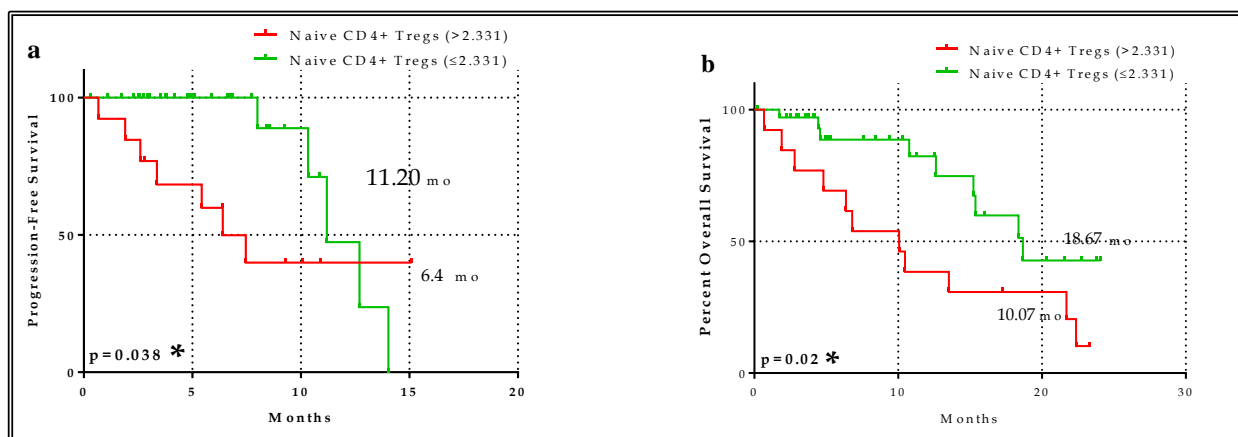 a
Naive CD4+ Tregs (>2.331)
Naive CD4+ Tregs (≤2.331)
Progression-Free Survival
100
50
0
11.20 mo
6.4 mo
p=0.038 *
0 5 10 15 20
Months
b
Naive CD4+ Tregs (>2.331)
Naive CD4+ Tregs (≤2.331)
Percent Overall Survival
100
50
0
18.67 mo
10.07 mo
p=0.02 *
0 10 20 30
Months